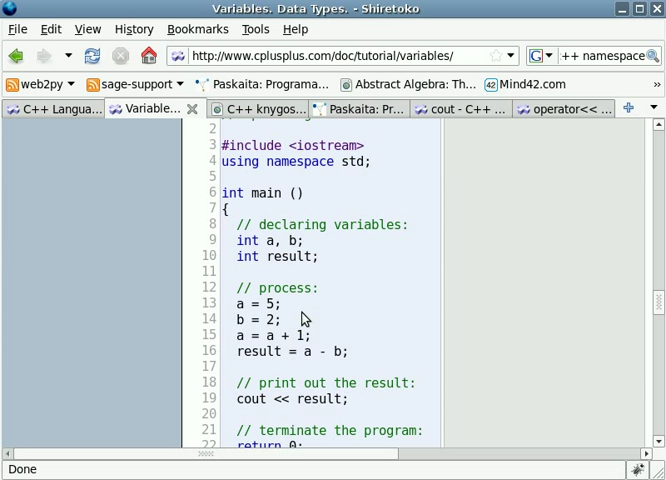 Variables. Data Types. - Shiretoko
File Edit View History Bookmarks Tools Help
http://www.cplusplus.com/doc/tutorial/variables/ G ++ namespace
web2py sage-support Paskaita: Programa... Abstract Algebra: Th... 42 Mind42.com »
C++ Langua... Variable... C++ knygos... Paskaita: Pr... cout - C++ ... operator<< ...
2
3 #include <iostream>
4 using namespace std;
5
6 int main ()
7 {
8 // declaring variables:
9 int a, b;
10 int result;
11
12 // process:
13 a = 5;
14 b = 2;
15 a = a + 1;
16 result = a - b;
17
18 // print out the result:
19 cout << result;
20
21 // terminate the program:
22 return 0;
Done